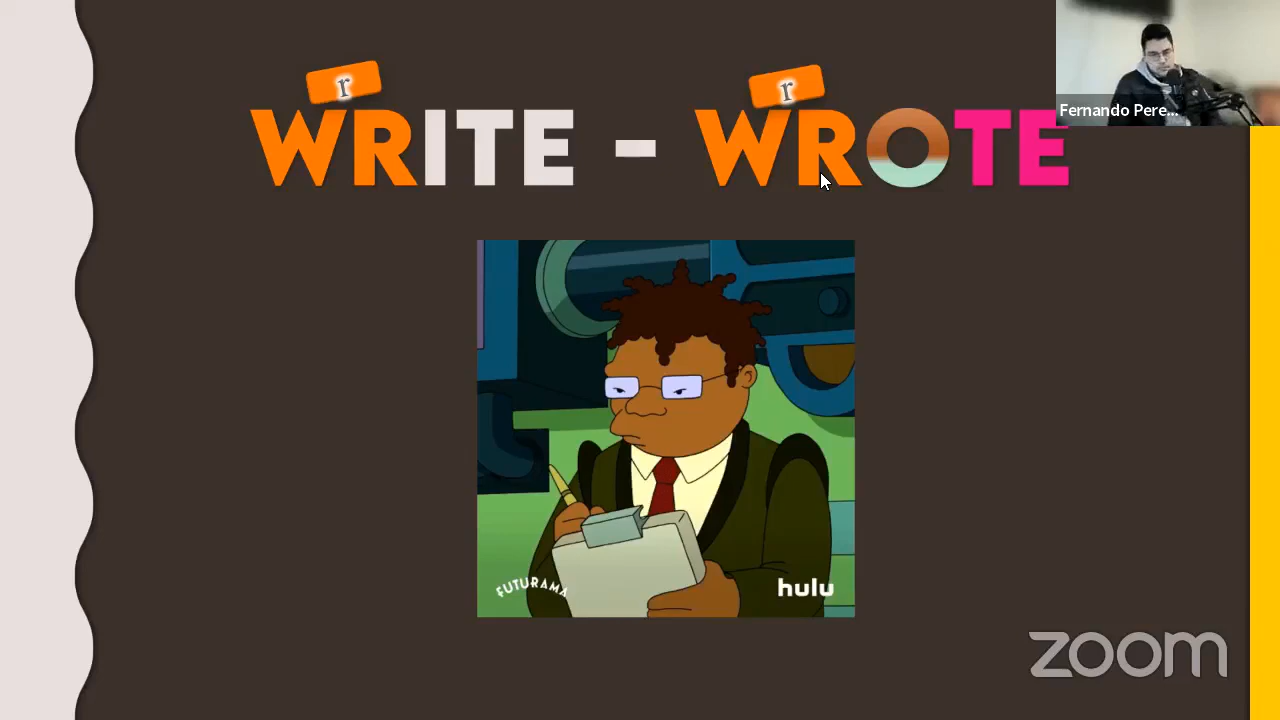 r r
WRITE - WROTE
Fernando Pere...
FUTURAMA
hulu
zoom